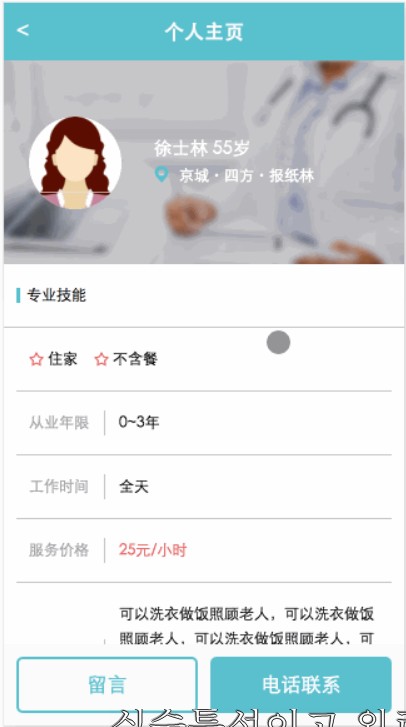 <
个人主页
徐士林 55岁
京城·四方·报纸林
专业技能
住家 不含餐
从业年限 0~3年
工作时间 全天
服务价格 25元/小时
可以洗衣做饭照顾老人，可以洗衣做饭
照顾老人，可以洗衣做饭照顾老人，可
留言 电话联系